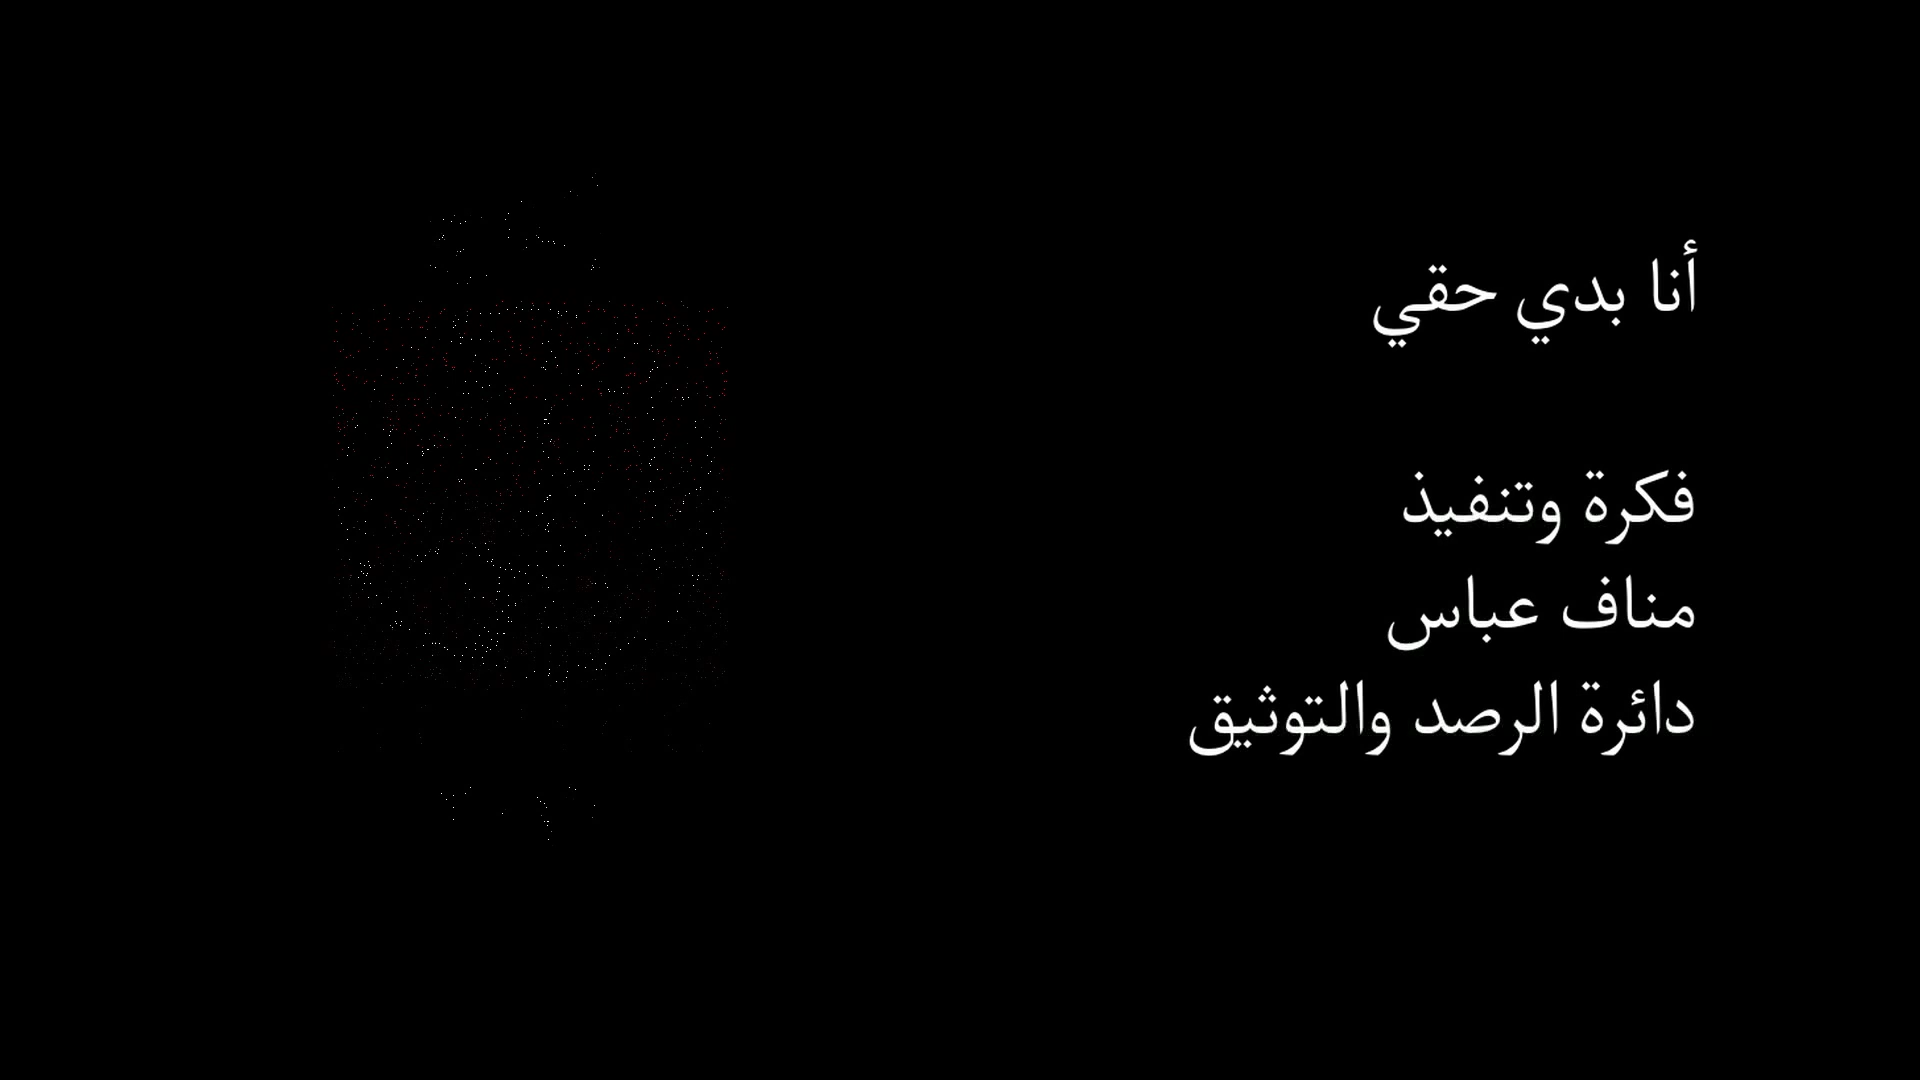 أنا بدي حقي
فكرة وتنفيذ
مناف عباس
دائرة الرصد والتوثيق